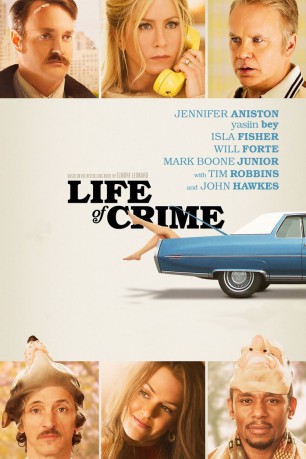 JENNIFER ANISTON
yasiin bey
ISLA FISHER
WILL FORTE
MARK BOONE JUNIOR
with TIM ROBBINS
and JOHN HAWKES
LIFE
of CRIME